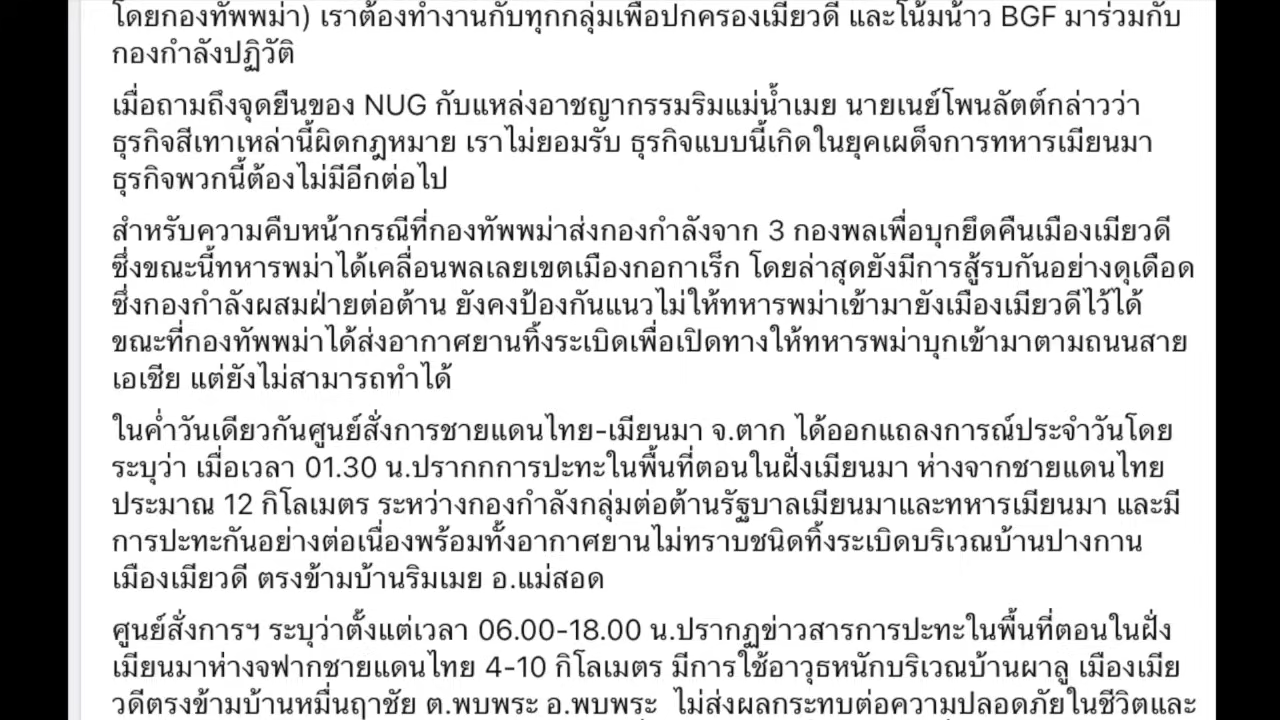 โดยกองทัพพม่า) เราต้องทำงานกับทุกกลุ่มเพื่อปกครองเมียวดี และโน้มน้าว BGF มาร่วมกับ
กองกำลังปฏิวัติ
เมื่อถามถึงจุดยืนของ NUG กับแหล่งอาชญากรรมริมแม่น้ำเมย นายเนย์โพนลัตต์กล่าวว่า
ธุรกิจสีเทาเหล่านี้ผิดกฎหมาย เราไม่ยอมรับ ธุรกิจแบบนี้เกิดในยุคเผด็จการทหารเมียนมา
ธุรกิจพวกนี้ต้องไม่มีอีกต่อไป
สำหรับความคืบหน้ากรณีที่กองทัพพม่าส่งกองกำลังจาก 3 กองพลเพื่อบุกยึดคืนเมืองเมียวดี
ซึ่งขณะนี้ทหารพม่าได้เคลื่อนพลเลยเขตเมืองกอกาเร็ก โดยล่าสุดยังมีการสู้รบกันอย่างดุเดือด
ซึ่งกองกำลังผสมฝ่ายต่อต้าน ยังคงป้องกันแนวไม่ให้ทหารพม่าเข้ามายังเมืองเมียวดีไว้ได้
ขณะที่กองทัพพม่าได้ส่งอากาศยานทิ้งระเบิดเพื่อเปิดทางให้ทหารพม่าบุกเข้ามาตามถนนสาย
เอเชีย แต่ยังไม่สามารถทำได้
ในค่ำวันเดียวกันศูนย์สั่งการชายแดนไทย-เมียนมา จ.ตาก ได้ออกแถลงการณ์ประจำวันโดย
ระบุว่า เมื่อเวลา 01.30 น.ปรากกการปะทะในพื้นที่ตอนในฝั่งเมียนมา ห่างจากชายแดนไทย
ประมาณ 12 กิโลเมตร ระหว่างกองกำลังกลุ่มต่อต้านรัฐบาลเมียนมาและทหารเมียนมา และมี
การปะทะกันอย่างต่อเนื่องพร้อมทั้งอากาศยานไม่ทราบชนิดทิ้งระเบิดบริเวณบ้านปางกาน
เมืองเมียวดี ตรงข้ามบ้านริมเมย อ.แม่สอด
ศูนย์สั่งการฯ ระบุว่าตั้งแต่เวลา 06.00-18.00 น.ปรากฏข่าวสารการปะทะในพื้นที่ตอนในฝั่ง
เมียนมาห่างจฟากชายแดนไทย 4-10 กิโลเมตร มีการใช้อาวุธหนักบริเวณบ้านผาลู เมืองเมีย
วดีตรงข้ามบ้านหมื่นฤาชัย ต.พบพระ อ.พบพระ ไม่ส่งผลกระทบต่อความปลอดภัยในชีวิตและ